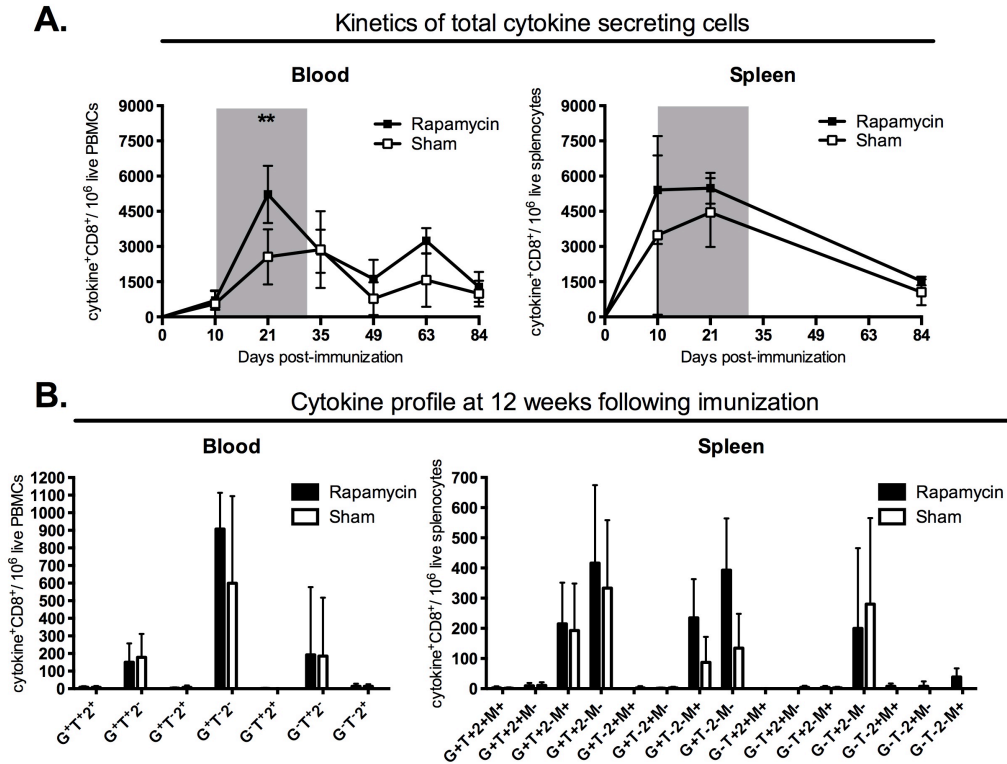 A.
Kinetics of total cytokine secreting cells
Blood
cytokine⁺CD8⁺/ 10⁶ live PBMCs
9000
7500
6000
4500
3000
1500
0
**
Rapamycin
Sham
0 10 21 35 49 63 84
Days post-immunization
Spleen
cytokine⁺CD8⁺/ 10⁶ live splenocytes
9000
7500
6000
4500
3000
1500
0
Rapamycin
Sham
0 10 21 35 49 63 84
Days post-immunization
B.
Cytokine profile at 12 weeks following imunization
Blood
cytokine⁺CD8⁺/ 10⁶ live PBMCs
1200
1100
1000
900
800
700
600
500
400
300
200
100
0
Rapamycin
Sham
G⁺T⁺2⁺
G⁺T⁺2⁻
G⁺T⁻2⁺
G⁺T⁻2⁻
G⁻T⁺2⁺
G⁻T⁺2⁻
G⁻T⁻2⁺
Spleen
cytokine⁺CD8⁺/ 10⁶ live splenocytes
700
600
500
400
300
200
100
0
Rapamycin
Sham
G+T+2+M+
G+T+2+M-
G+T+2-M+
G+T+2-M-
G+T-2+M+
G+T-2+M-
G+T-2-M+
G+T-2-M-
G-T+2+M+
G-T+2+M-
G-T+2-M+
G-T+2-M-
G-T-2+M+
G-T-2+M-
G-T-2-M+